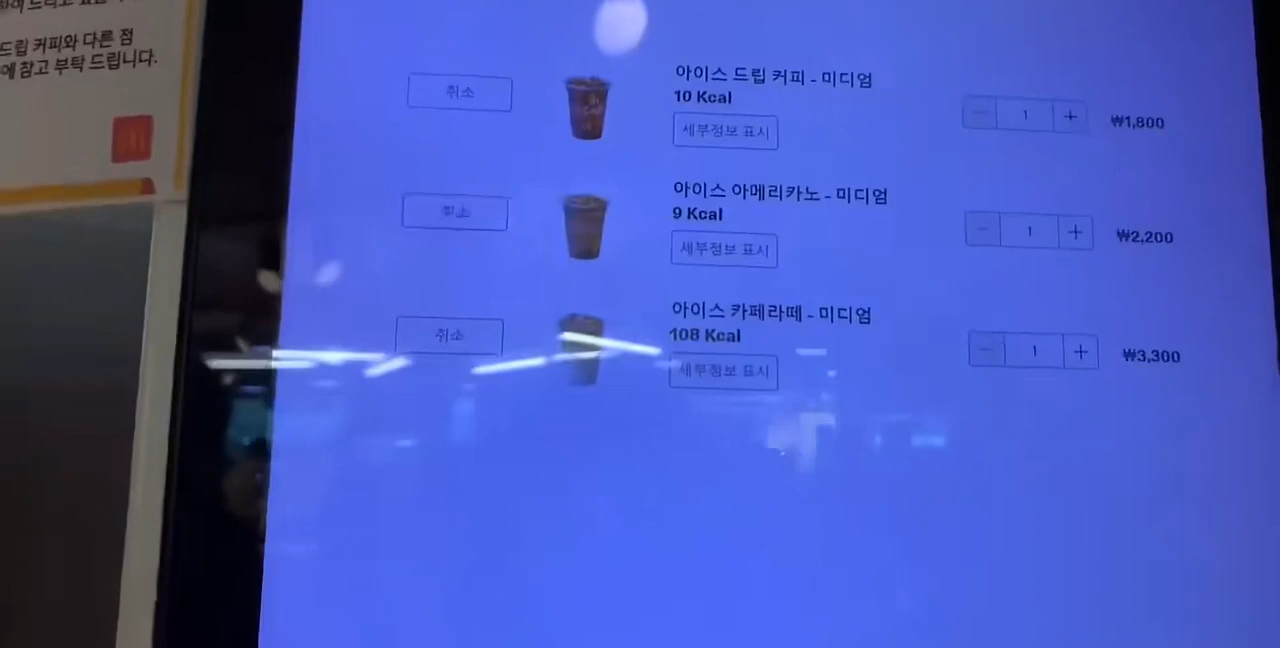 드립 커피와 다른 점
에 참고 부탁 드립니다.
취소
아이스 드립 커피 - 미디엄
10 Kcal
세부정보 표시
− 1 +
₩1,800
취소
아이스 아메리카노 - 미디엄
9 Kcal
세부정보 표시
− 1 +
₩2,200
취소
아이스 카페라떼 - 미디엄
108 Kcal
세부정보 표시
− 1 +
₩3,300